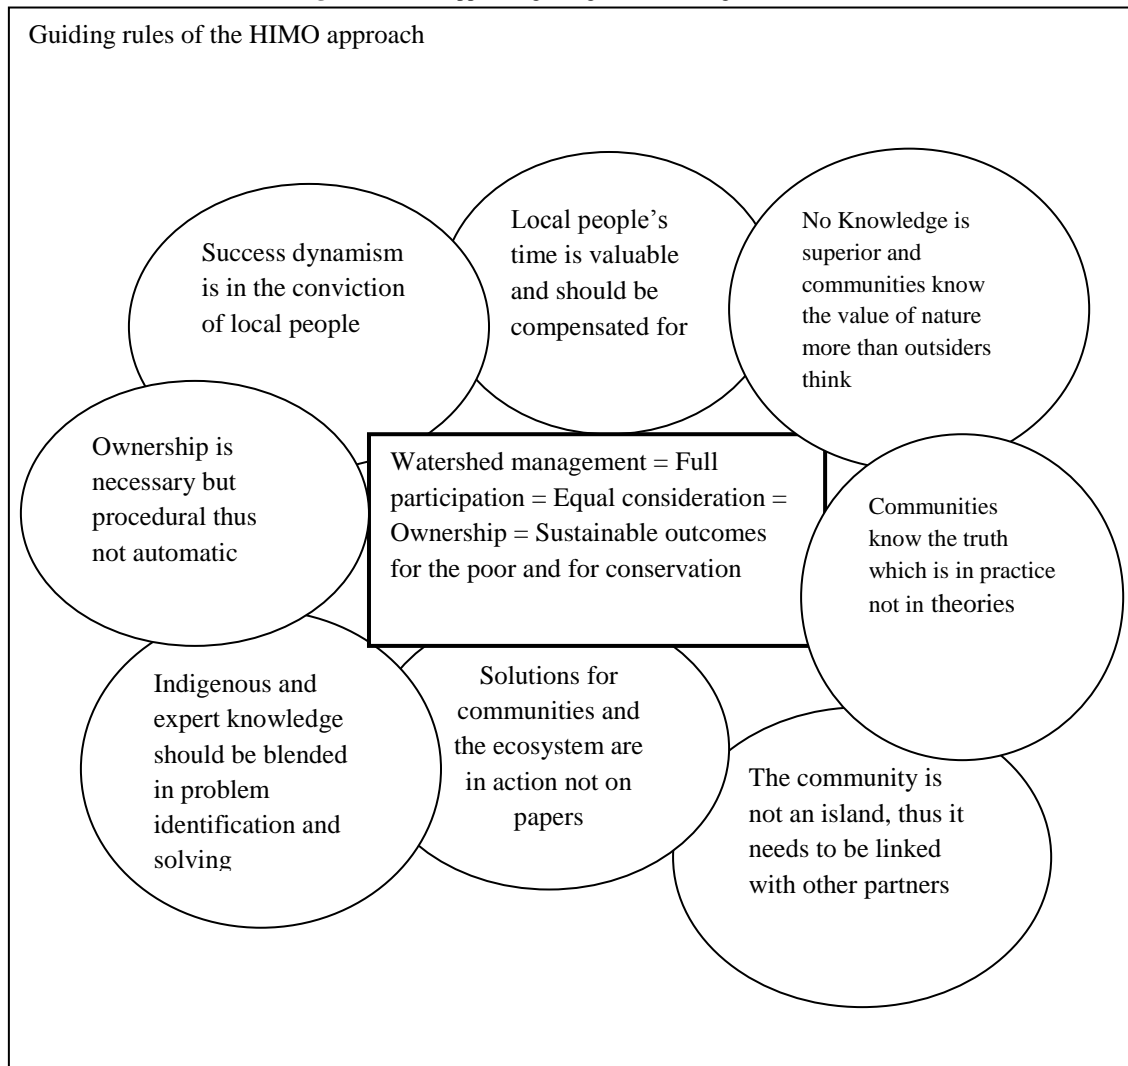 Guiding rules of the HIMO approach
Success dynamism
is in the conviction
of local people
Local people’s
time is valuable
and should be
compensated for
No Knowledge is
superior and
communities know
the value of nature
more than outsiders
think
Ownership is
necessary but
procedural thus
not automatic
Watershed management = Full
participation = Equal consideration =
Ownership = Sustainable outcomes
for the poor and for conservation
Communities
know the truth
which is in practice
not in theories
Indigenous and
expert knowledge
should be blended
in problem
identification and
solving
Solutions for
communities and
the ecosystem are
in action not on
papers
The community is
not an island, thus it
needs to be linked
with other partners